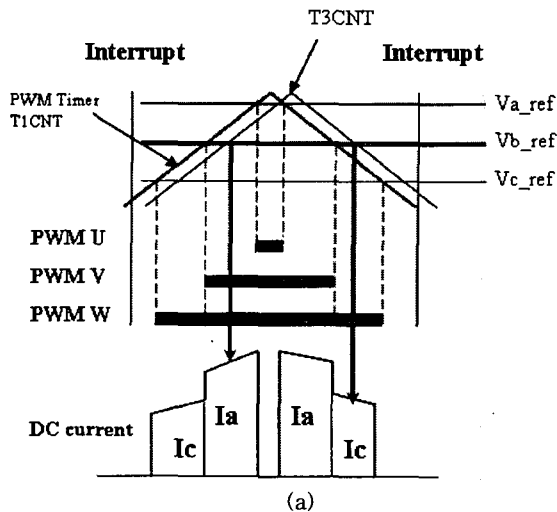 T3CNT
Interrupt
Interrupt
PWM Timer
T1CNT
Va_ref
Vb_ref
Vc_ref
PWM U
PWM V
PWM W
DC current
Ic
Ia
Ia
Ic
(a)